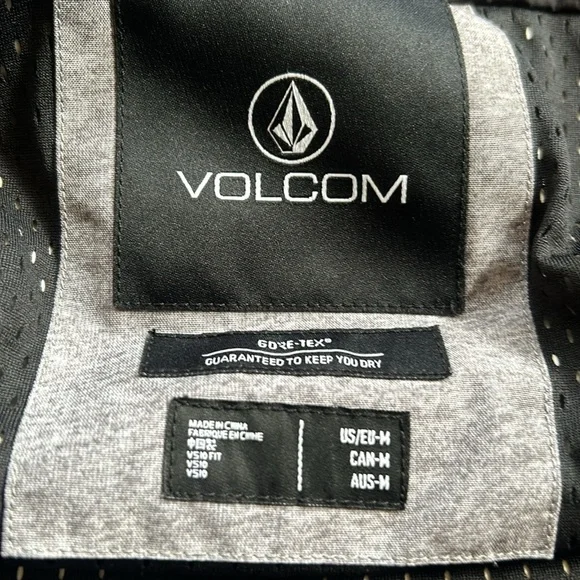 VOLCOM
GORE-TEX®
GUARANTEED TO KEEP YOU DRY
MADE IN CHINA
FABRIQUE EN CHINE
中国製
VS10 FIT
VS10
VS10
US/EU-M
CAN-M
AUS-M